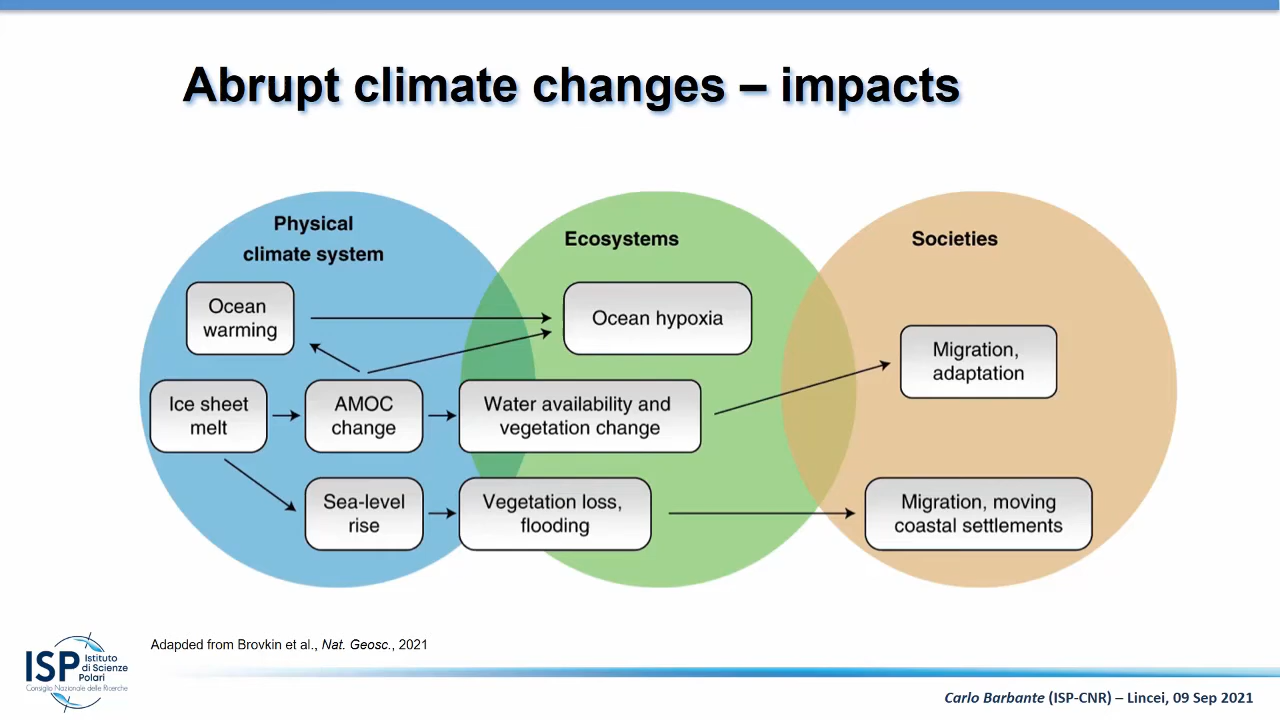 Abrupt climate changes – impacts
Physical
climate system
Ecosystems
Societies
Ocean
warming
Ocean hypoxia
Migration,
adaptation
Ice sheet
melt
AMOC
change
Water availability and
vegetation change
Sea-level
rise
Vegetation loss,
flooding
Migration, moving
coastal settlements
Adapded from Brovkin et al., Nat. Geosc., 2021
ISP
Istituto
di Scienze
Polari
Consiglio Nazionale delle Ricerche
Carlo Barbante (ISP-CNR) – Lincei, 09 Sep 2021